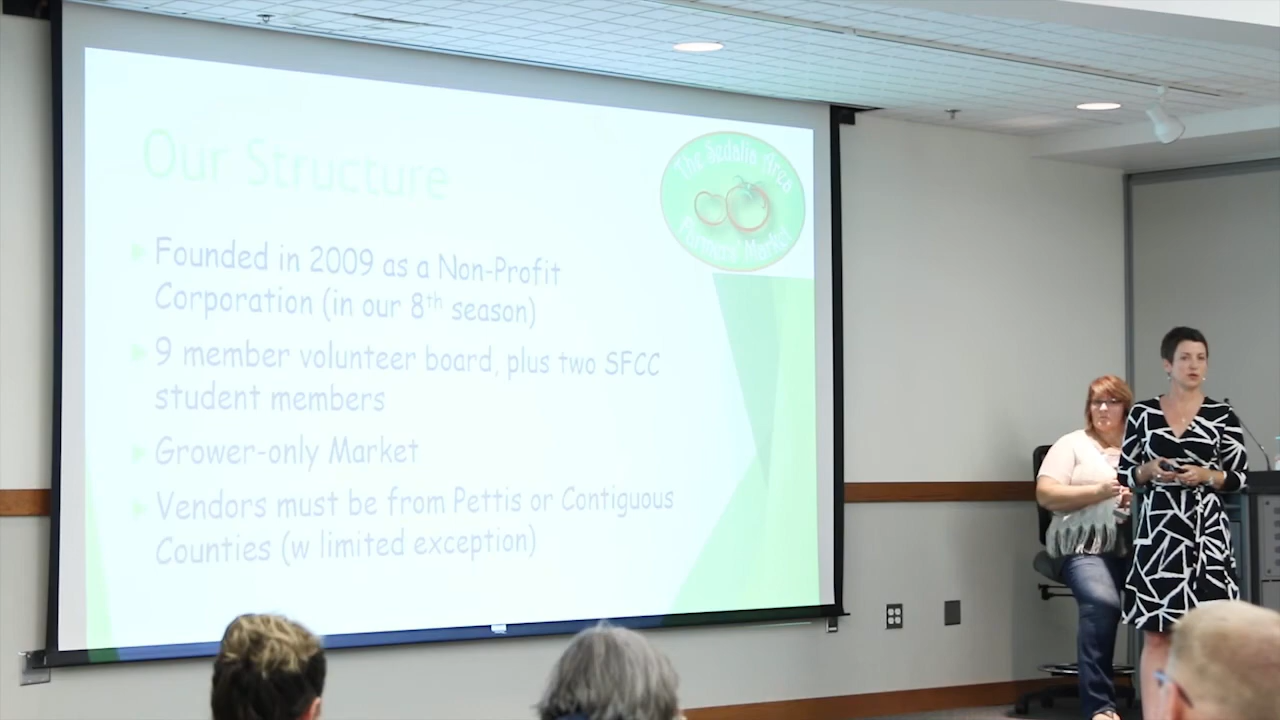 Our Structure
The Sedalia Area
Farmers' Market
Founded in 2009 as a Non-Profit
Corporation (in our 8th season)
9 member volunteer board, plus two SFCC
student members
Grower-only Market
Vendors must be from Pettis or Contiguous
Counties (w limited exception)